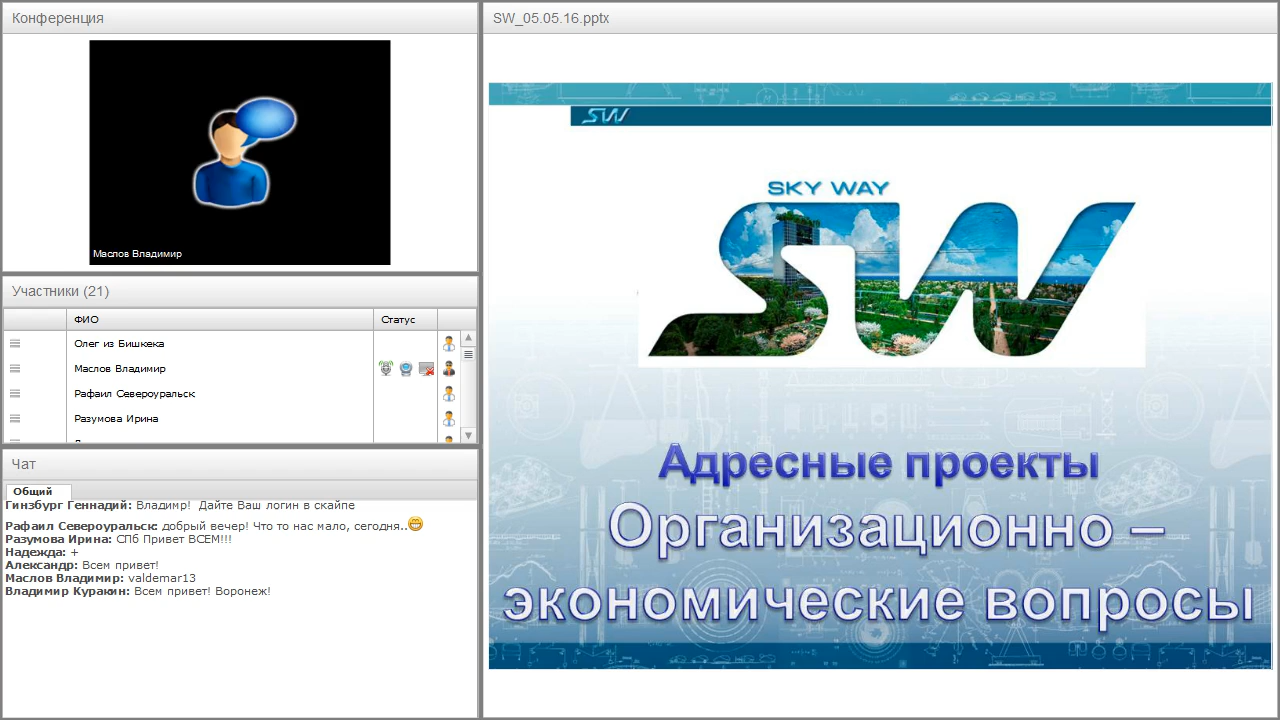 Конференция
Маслов Владимир
Участники (21)
ФИО Статус
Олег из Бишкека
Маслов Владимир
Рафаил Североуральск
Разумова Ирина
Чат
Общий
Гинзбург Геннадий: Владимр! Дайте Ваш логин в скайпе
Рафаил Североуральск: добрый вечер! Что то нас мало, сегодня..
Разумова Ирина: СПб Привет ВСЕМ!!!
Надежда: +
Александр: Всем привет!
Маслов Владимир: valdemar13
Владимир Куракин: Всем привет! Воронеж!
SW_05.05.16.pptx
SW
SKY WAY
SW
Адресные проекты
Организационно –
экономические вопросы